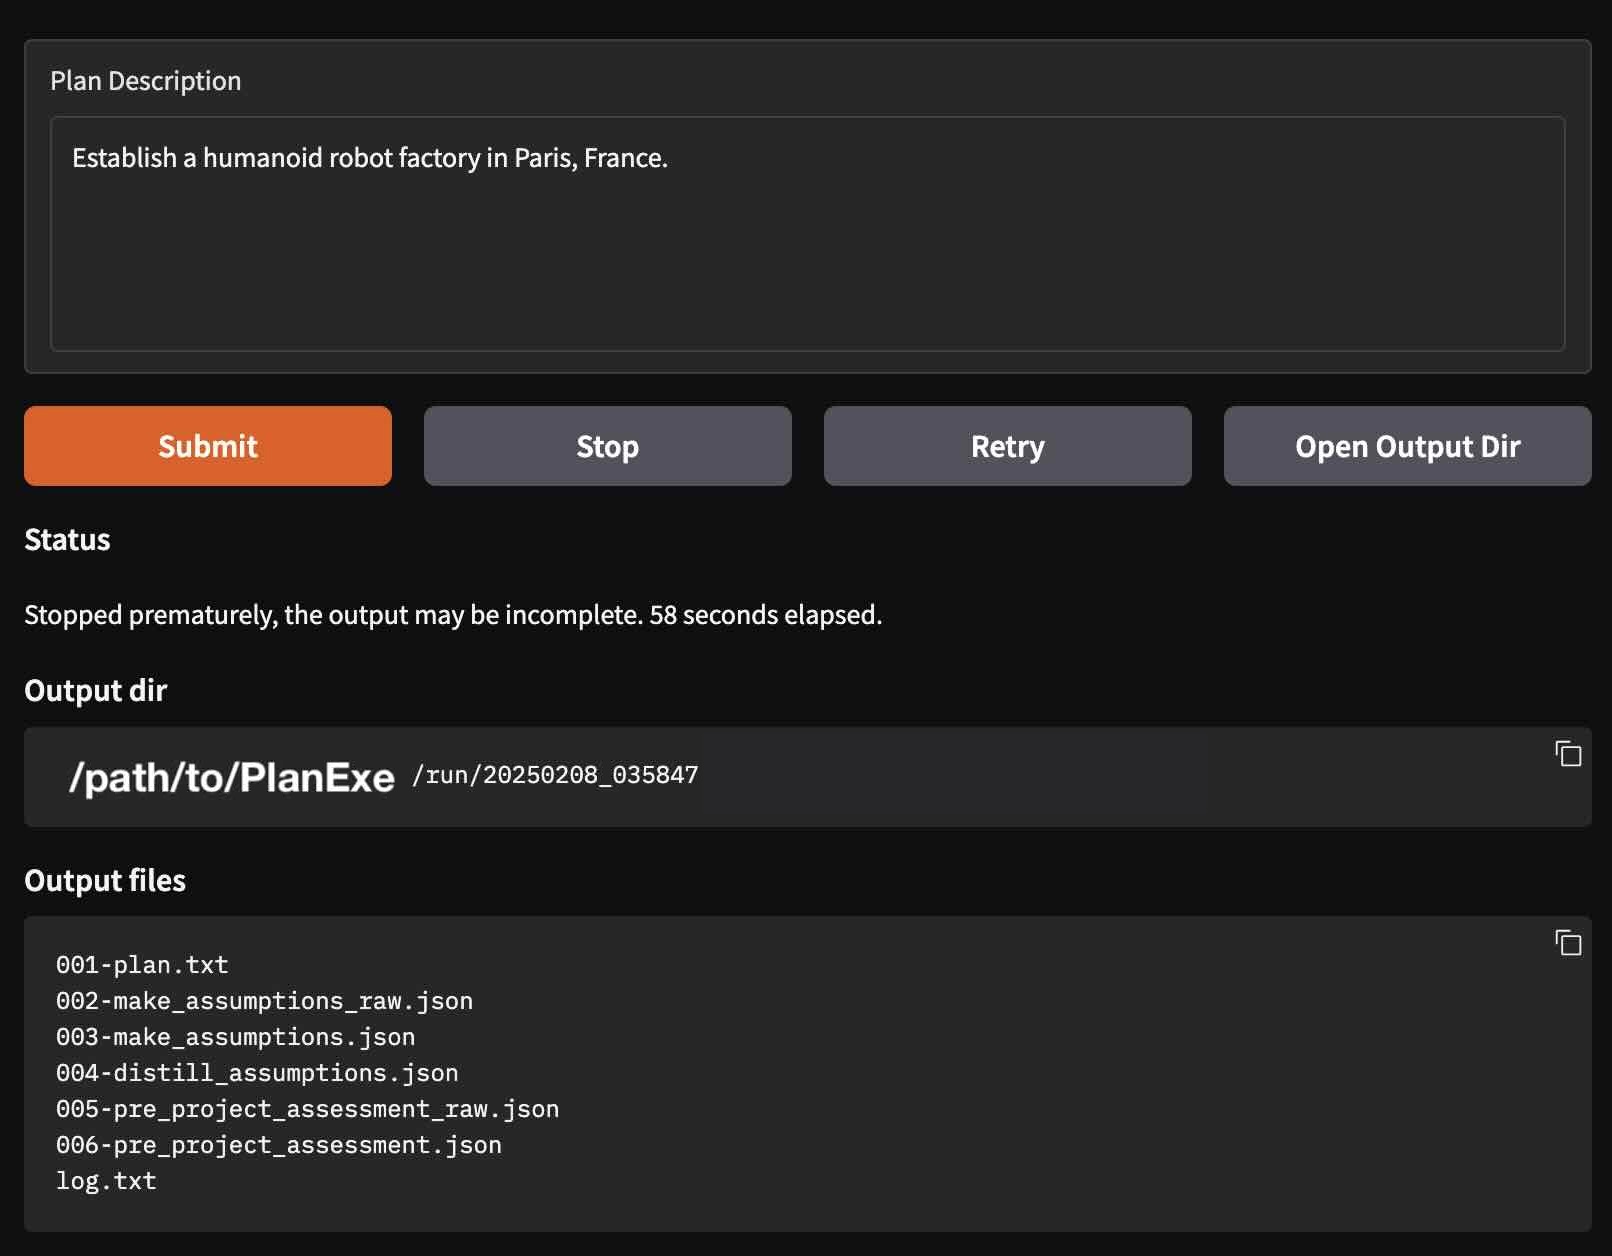 Plan Description
Establish a humanoid robot factory in Paris, France.
Submit Stop Retry Open Output Dir
Status
Stopped prematurely, the output may be incomplete. 58 seconds elapsed.
Output dir
/path/to/PlanExe /run/20250208_035847
Output files
001-plan.txt
002-make_assumptions_raw.json
003-make_assumptions.json
004-distill_assumptions.json
005-pre_project_assessment_raw.json
006-pre_project_assessment.json
log.txt